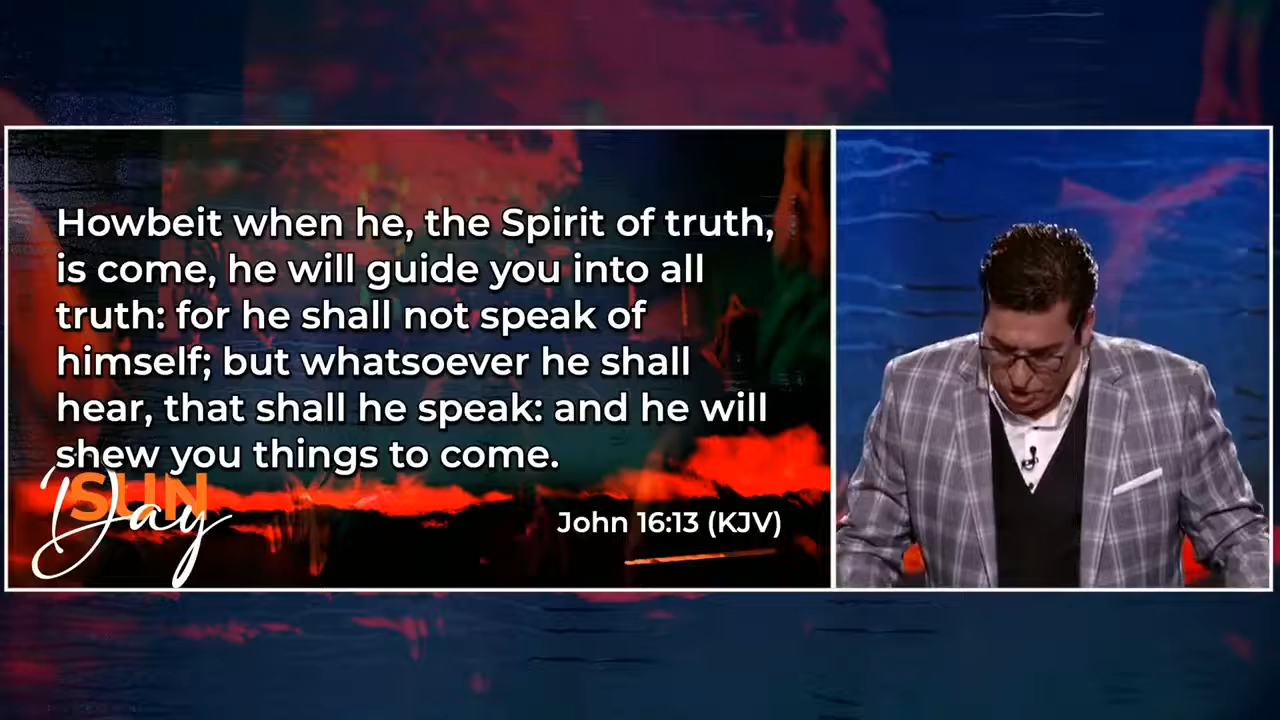 Howbeit when he, the Spirit of truth,
is come, he will guide you into all
truth: for he shall not speak of
himself; but whatsoever he shall
hear, that shall he speak: and he will
shew you things to come.
SUN
Day
John 16:13 (KJV)